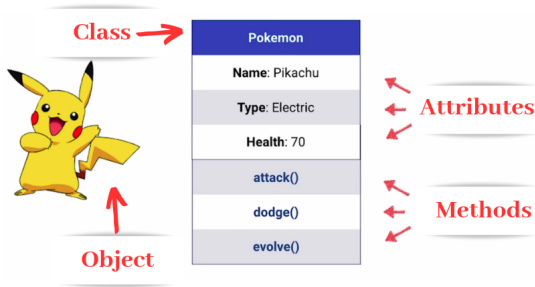 Class
Pokemon
Name: Pikachu
Type: Electric
Health: 70
Attributes
attack()
dodge()
evolve()
Methods
Object